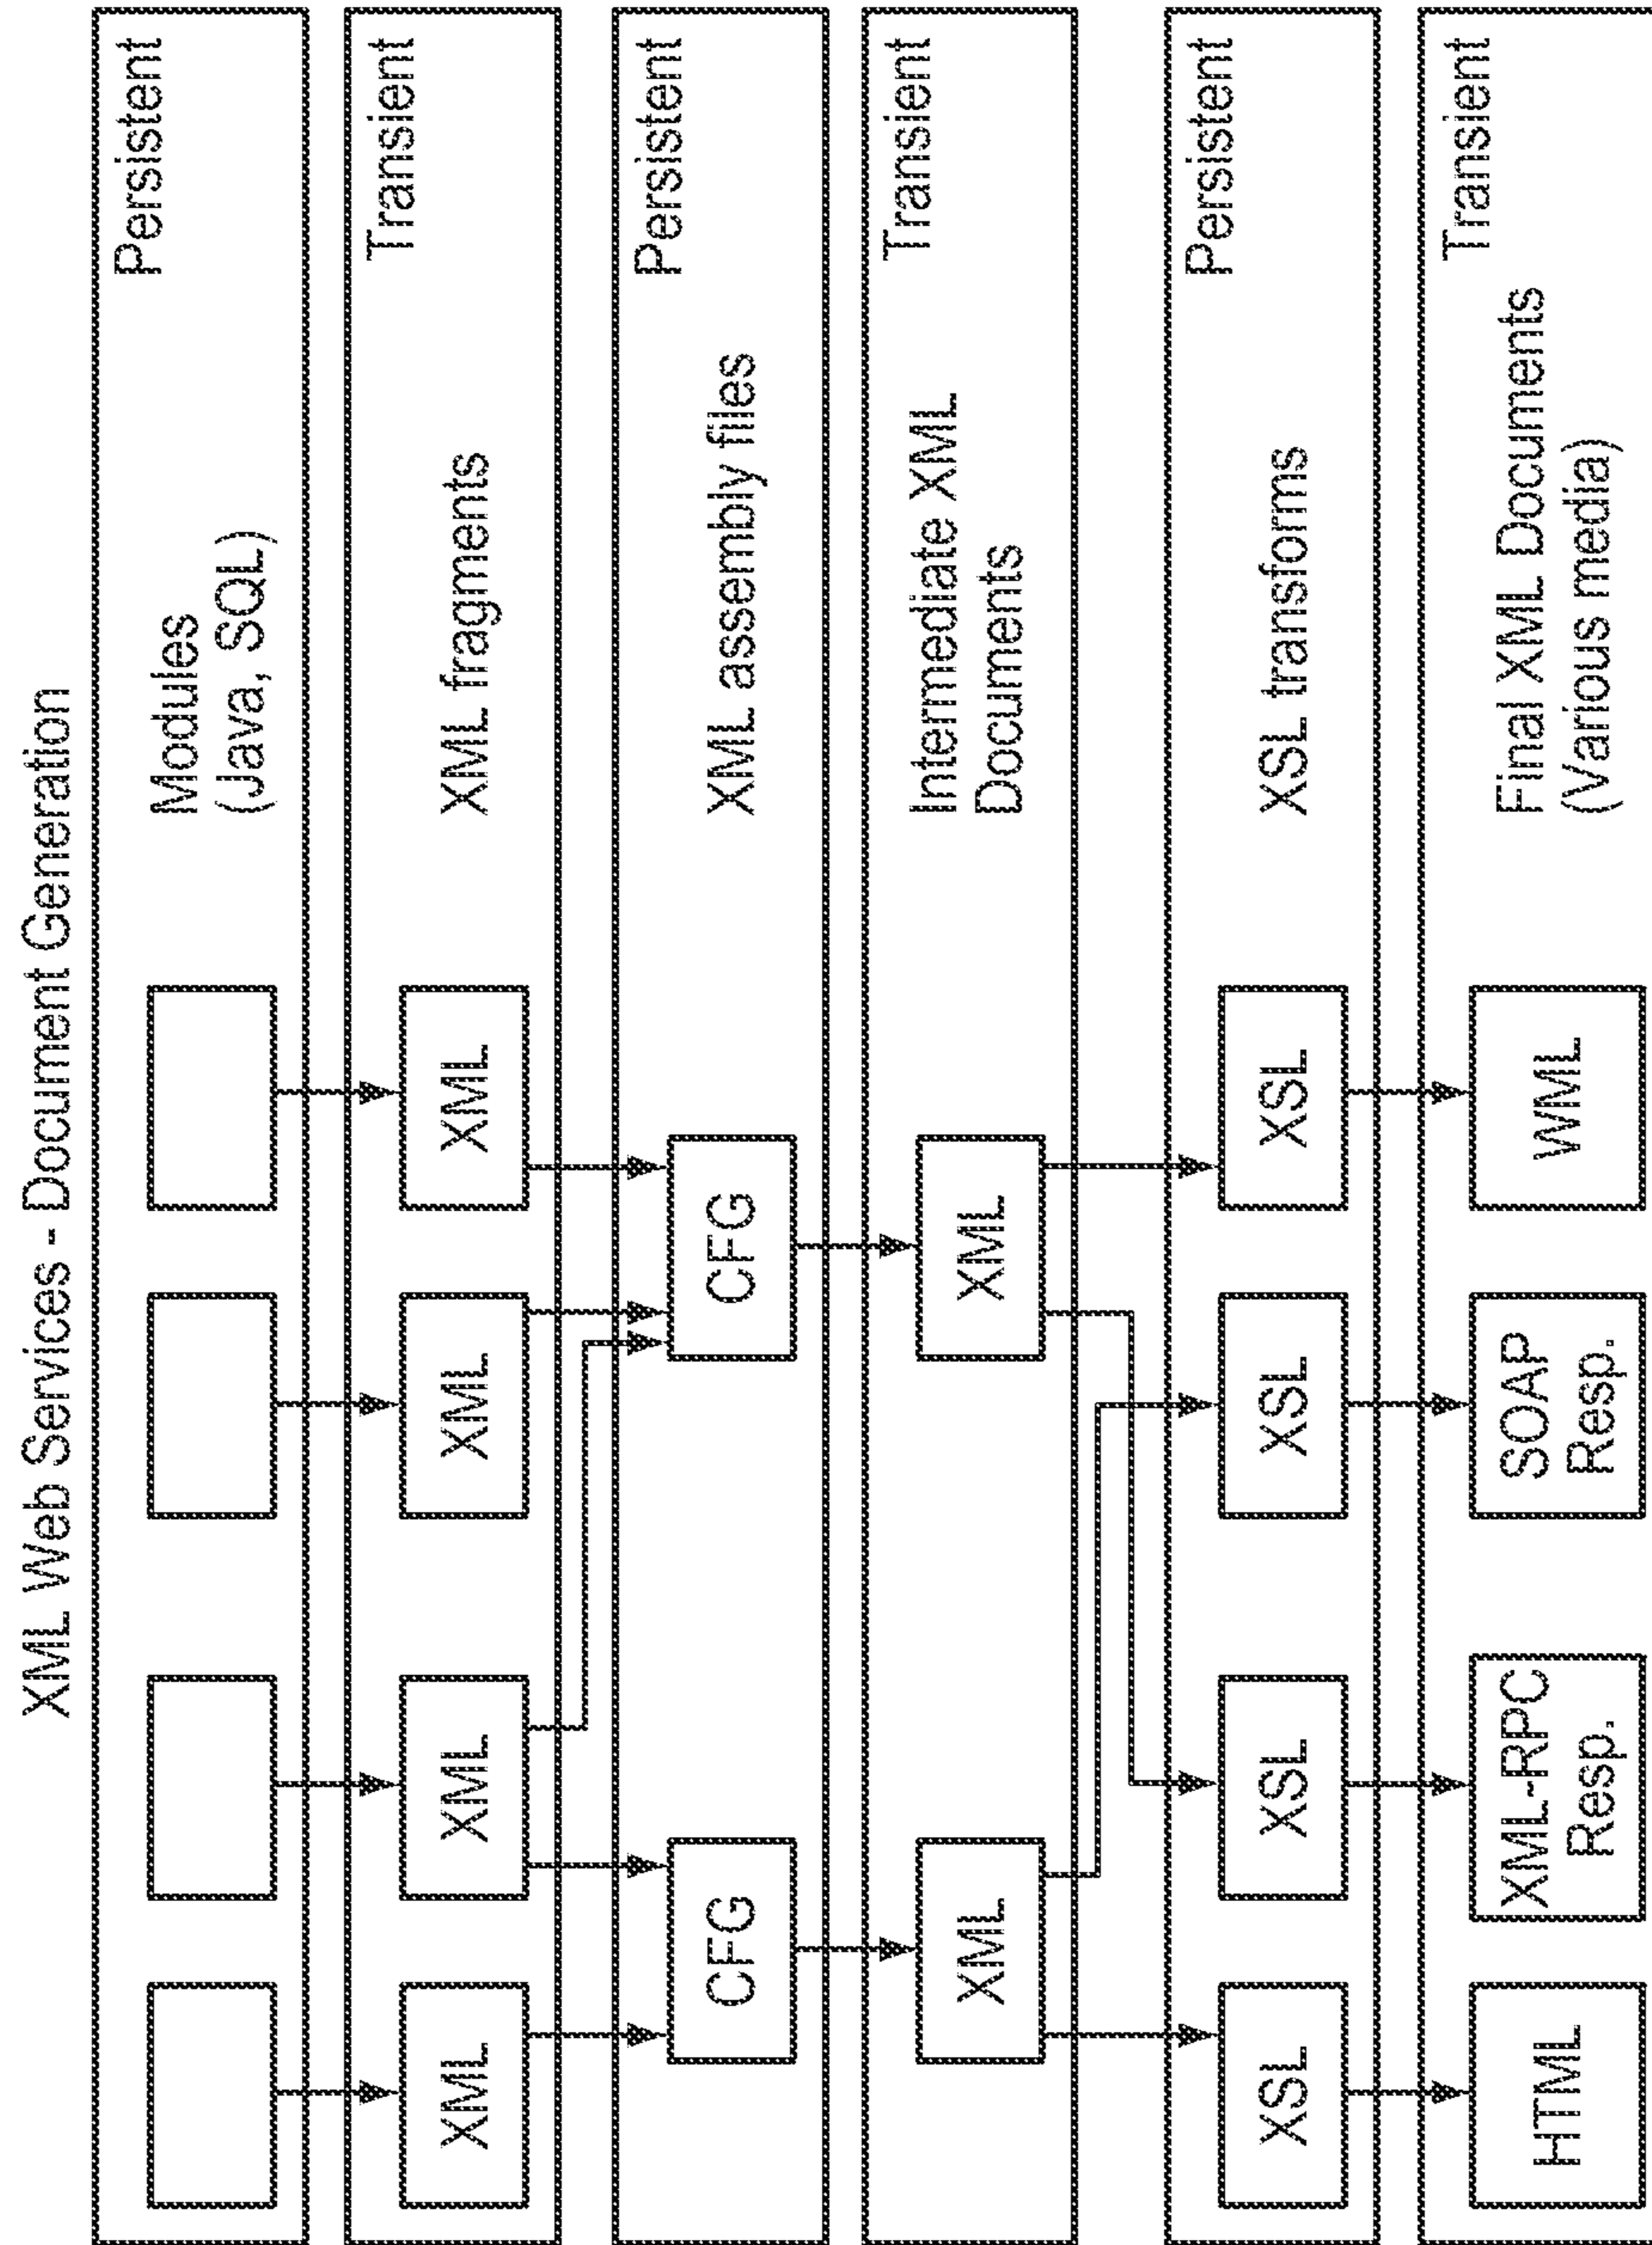 XML Web Services - Document Generation
Persistent
Modules
(Java, SQL)
Transient
XML
XML
XML
XML
XML fragments
Persistent
CFG
CFG
XML assembly files
Transient
XML
XML
Intermediate XML
Documents
Persistent
XSL
XSL
XSL
XSL
XSL transforms
Transient
HTML
XML-RPC
Resp.
SOAP
Resp.
WML
Final XML Documents
(Various media)